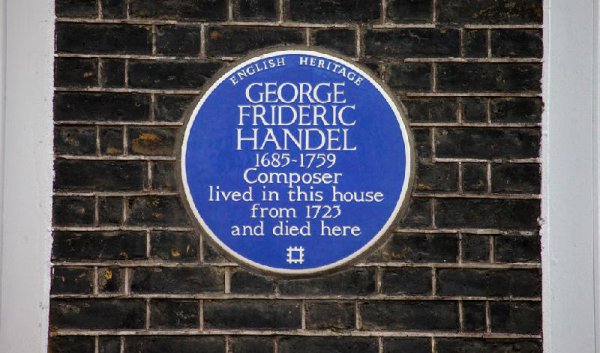 ENGLISH HERITAGE
GEORGE
FRIDERIC
HANDEL
1685-1759
Composer
lived in this house
from 1723
and died here